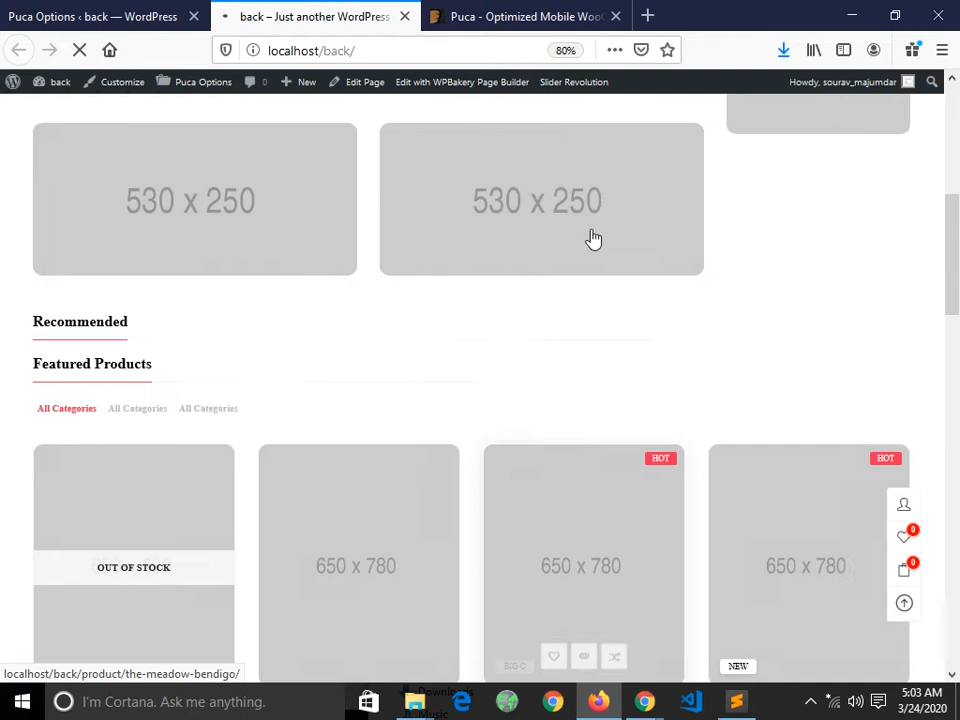 Puca Options ‹ back — WordPress
back – Just another WordPress
Puca - Optimized Mobile Woo
localhost/back/
80%
back
Customize
Puca Options
0
New
Edit Page
Edit with WPBakery Page Builder
Slider Revolution
Howdy, sourav_majumdar
530 x 250
530 x 250
Recommended
Featured Products
All Categories
All Categories
All Categories
HOT
HOT
0
0
OUT OF STOCK
650 x 780
650 x 780
650 x 780
BIG C
NEW
localhost/back/product/the-meadow-bendigo/
Downloads
Music
I'm Cortana. Ask me anything.
5:03 AM
3/24/2020